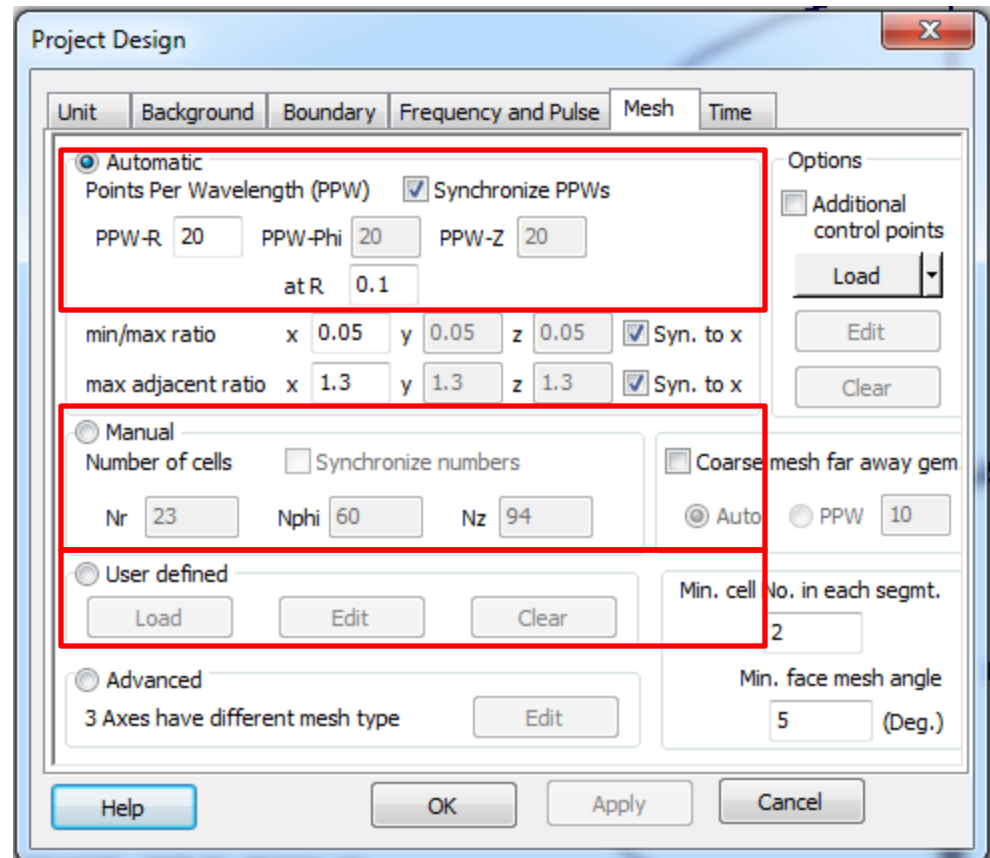 Project Design
Unit Background Boundary Frequency and Pulse Mesh Time
Automatic
Points Per Wavelength (PPW) Synchronize PPWs
PPW-R 20 PPW-Phi 20 PPW-Z 20
at R 0.1
min/max ratio x 0.05 y 0.05 z 0.05 Syn. to x
max adjacent ratio x 1.3 y 1.3 z 1.3 Syn. to x
Options
Additional
control points
Load
Edit
Clear
Manual
Number of cells Synchronize numbers
Nr 23 Nphi 60 Nz 94
Coarse mesh far away gem.
Auto PPW 10
User defined
Load Edit Clear
Min. cell No. in each segmt.
2
Min. face mesh angle
5 (Deg.)
Advanced
3 Axes have different mesh type Edit
Help OK Apply Cancel